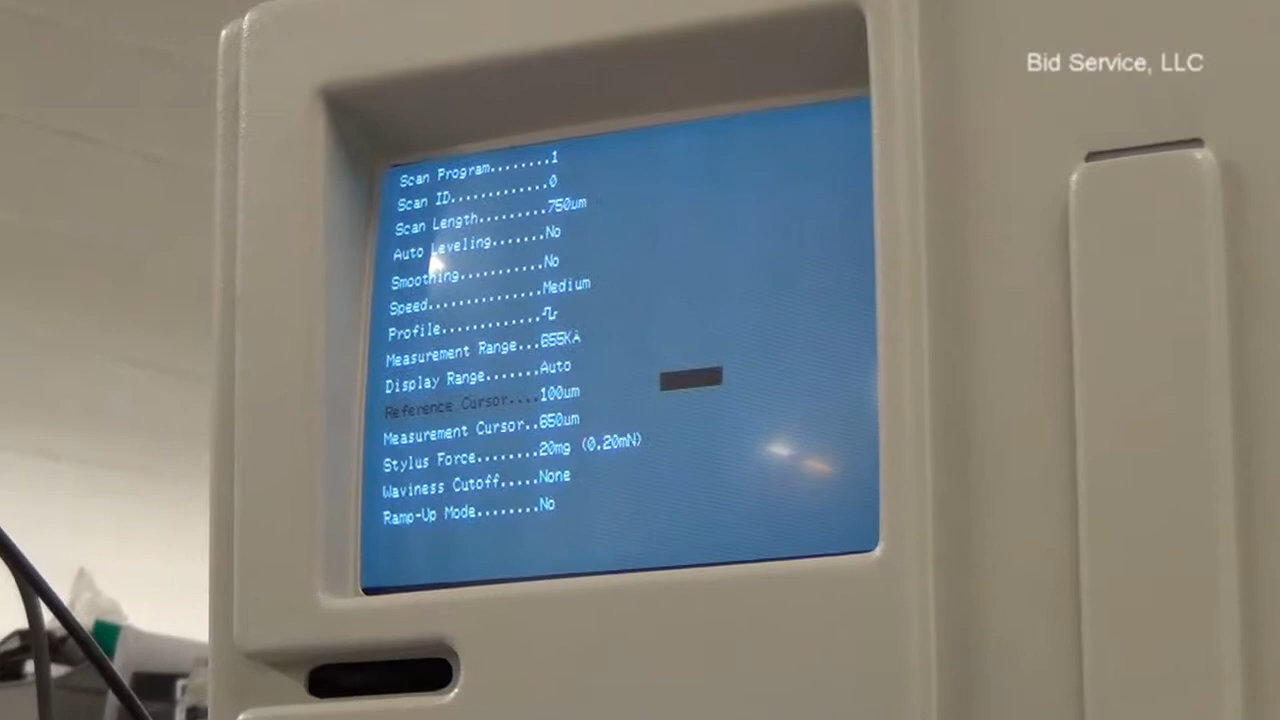 Bid Service, LLC
Scan Program........1
Scan ID.............0
Scan Length.........750um
Auto Leveling.......No
Smoothing...........No
Speed...............Medium
Profile.............
Measurement Range...655KÅ
Display Range.......Auto
Reference Cursor....100um
Measurement Cursor..650um
Stylus Force........20mg (0.20mN)
Waviness Cutoff.....None
Ramp-Up Mode........No